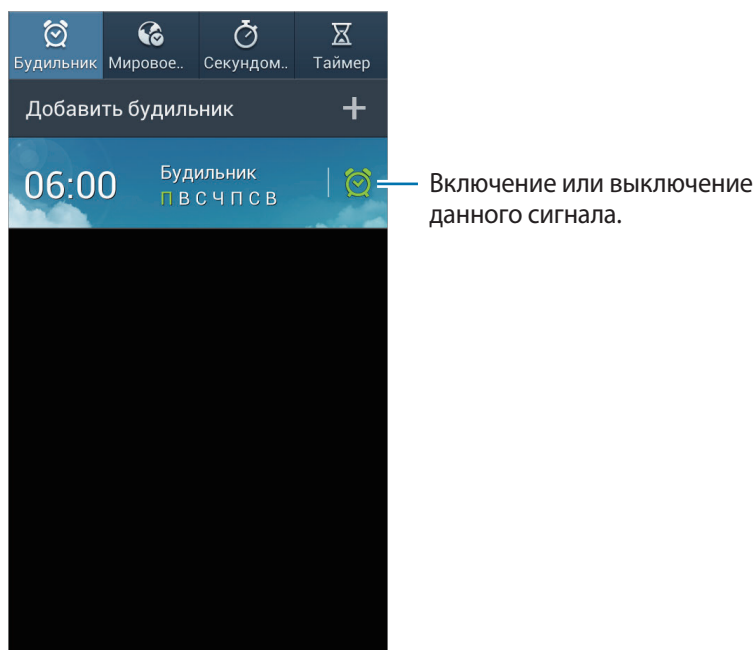 Будильник Мировое.. Секундом.. Таймер
Добавить будильник
06:00 Будильник
П В С Ч П С В
Включение или выключение
данного сигнала.